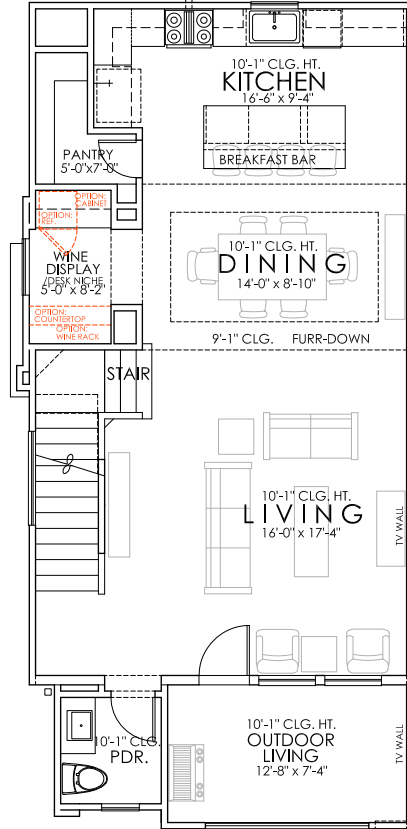 10'-1" CLG. HT.
KITCHEN
16'-6" x 9'-4"
PANTRY
5'-0"x7'-0"
BREAKFAST BAR
OPTION:
CABINET
OPTION:
REF.
WINE
DISPLAY
/DESK NICHE
5'-0" x 8'-2"
OPTION:
COUNTERTOP
OPTION:
WINE RACK
10'-1" CLG. HT.
DINING
14'-0" x 8'-10"
9'-1" CLG. FURR-DOWN
STAIR
10'-1" CLG. HT.
LIVING
16'-0" x 17'-4"
TV WALL
10'-1" CLG.
PDR.
10'-1" CLG. HT.
OUTDOOR
LIVING
12'-8" x 7'-4"
TV WALL